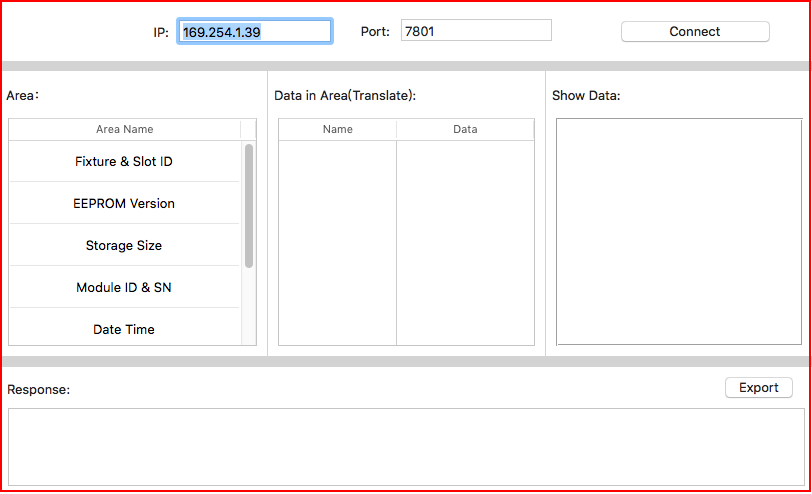 IP: 169.254.1.39 Port: 7801 Connect
Area: Data in Area(Translate): Show Data:
Area Name Name Data
Fixture & Slot ID
EEPROM Version
Storage Size
Module ID & SN
Date Time
Response: Export